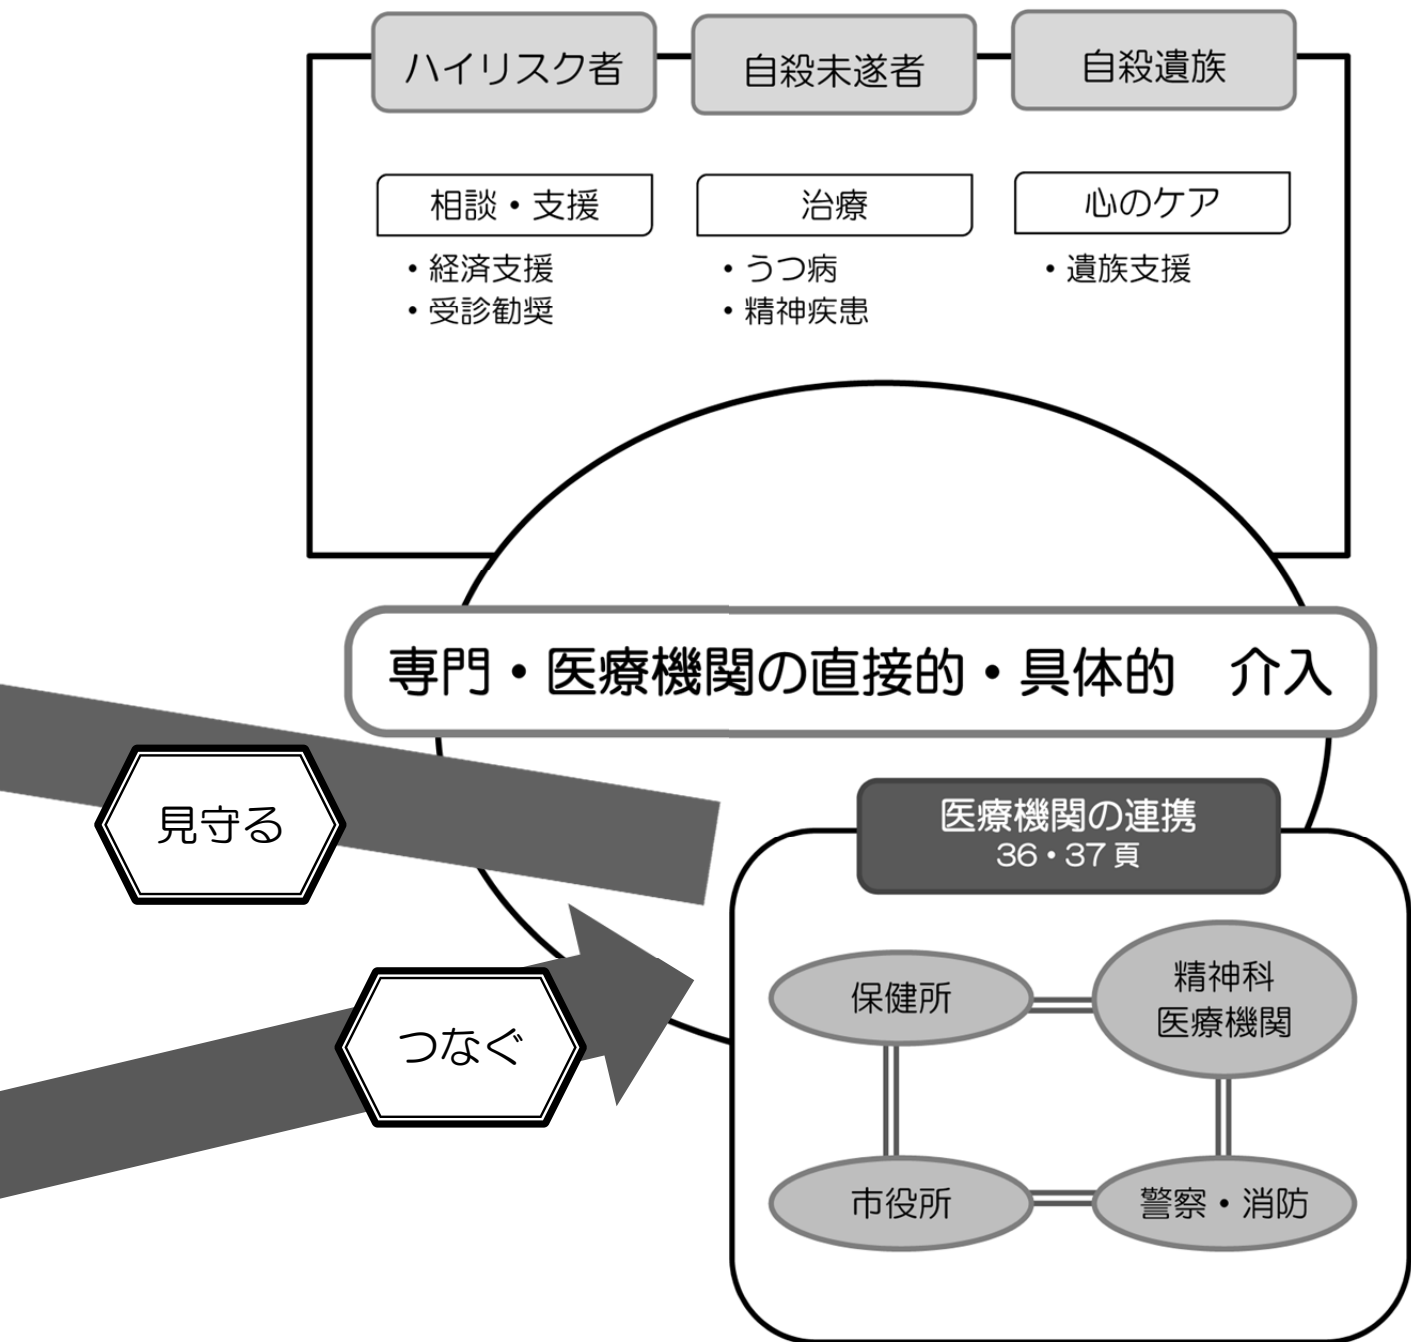 ハイリスク者
自殺未遂者
自殺遺族
相談・支援
治療
心のケア
・経済支援
・受診勧奨
・うつ病
・精神疾患
・遺族支援
専門・医療機関の直接的・具体的　介入
見守る
つなぐ
医療機関の連携
36・37頁
保健所
精神科
医療機関
市役所
警察・消防